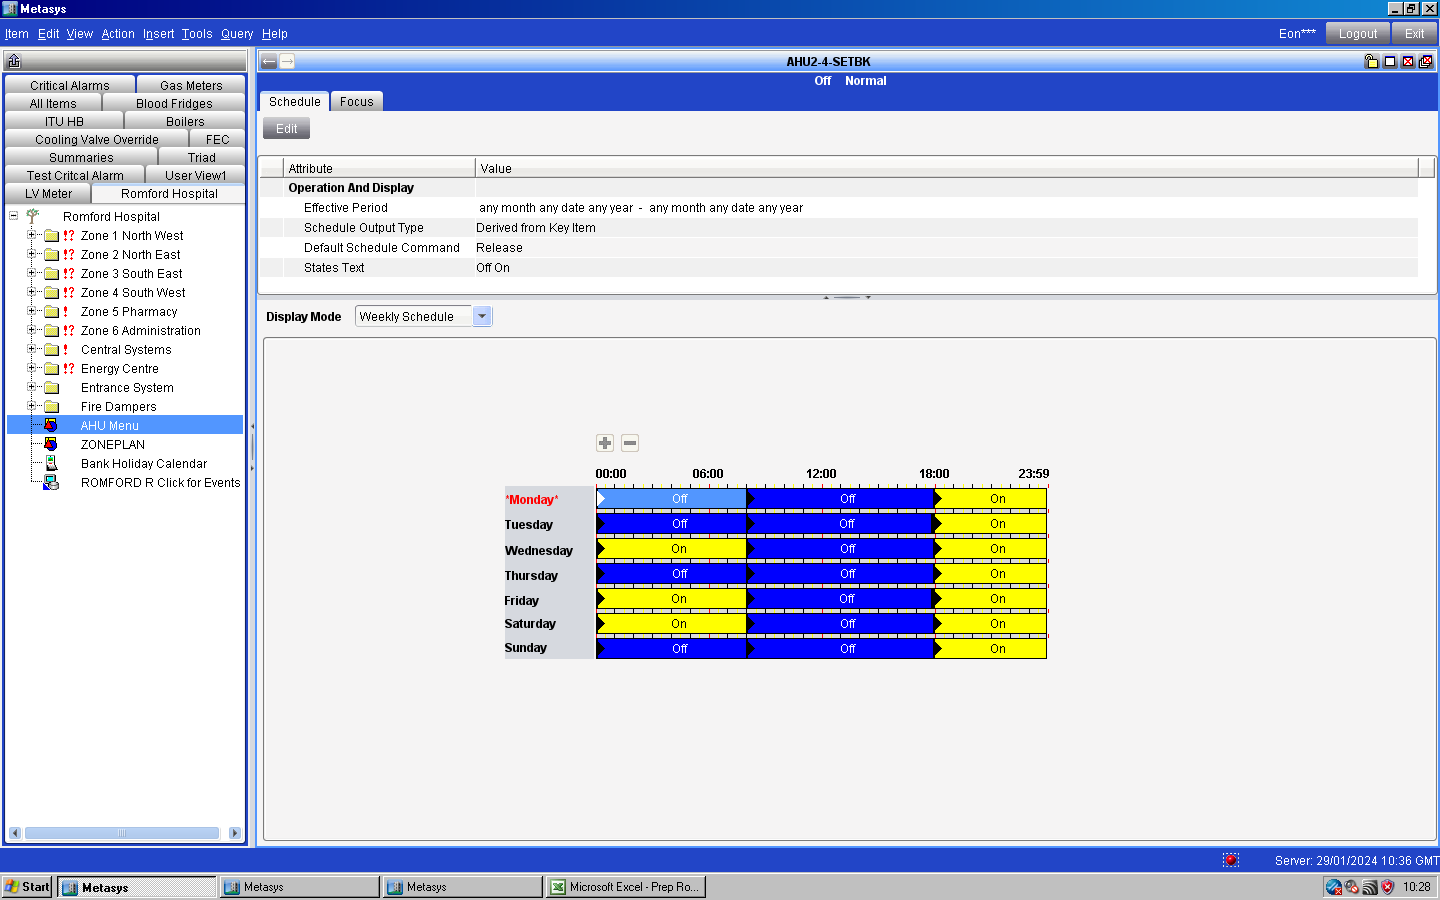 Metasys
Item Edit View Action Insert Tools Query Help Eon*** Logout Exit
AHU2-4-SETBK
Off Normal
Critical Alarms Gas Meters
All Items Blood Fridges
ITU HB Boilers
Cooling Valve Override FEC
Summaries Triad
Test Critcal Alarm User View1
LV Meter Romford Hospital
Romford Hospital
Zone 1 North West
Zone 2 North East
Zone 3 South East
Zone 4 South West
Zone 5 Pharmacy
Zone 6 Administration
Central Systems
Energy Centre
Entrance System
Fire Dampers
AHU Menu
ZONEPLAN
Bank Holiday Calendar
ROMFORD R Click for Events
Schedule Focus
Edit
Attribute Value
Operation And Display
Effective Period any month any date any year - any month any date any year
Schedule Output Type Derived from Key Item
Default Schedule Command Release
States Text Off On
Display Mode Weekly Schedule
00:00 06:00 12:00 18:00 23:59
*Monday* Off Off On
Tuesday Off Off On
Wednesday On Off On
Thursday Off Off On
Friday On Off On
Saturday On Off On
Sunday Off Off On
Server: 29/01/2024 10:36 GMT
Start Metasys Metasys Metasys Microsoft Excel - Prep Ro... 10:28